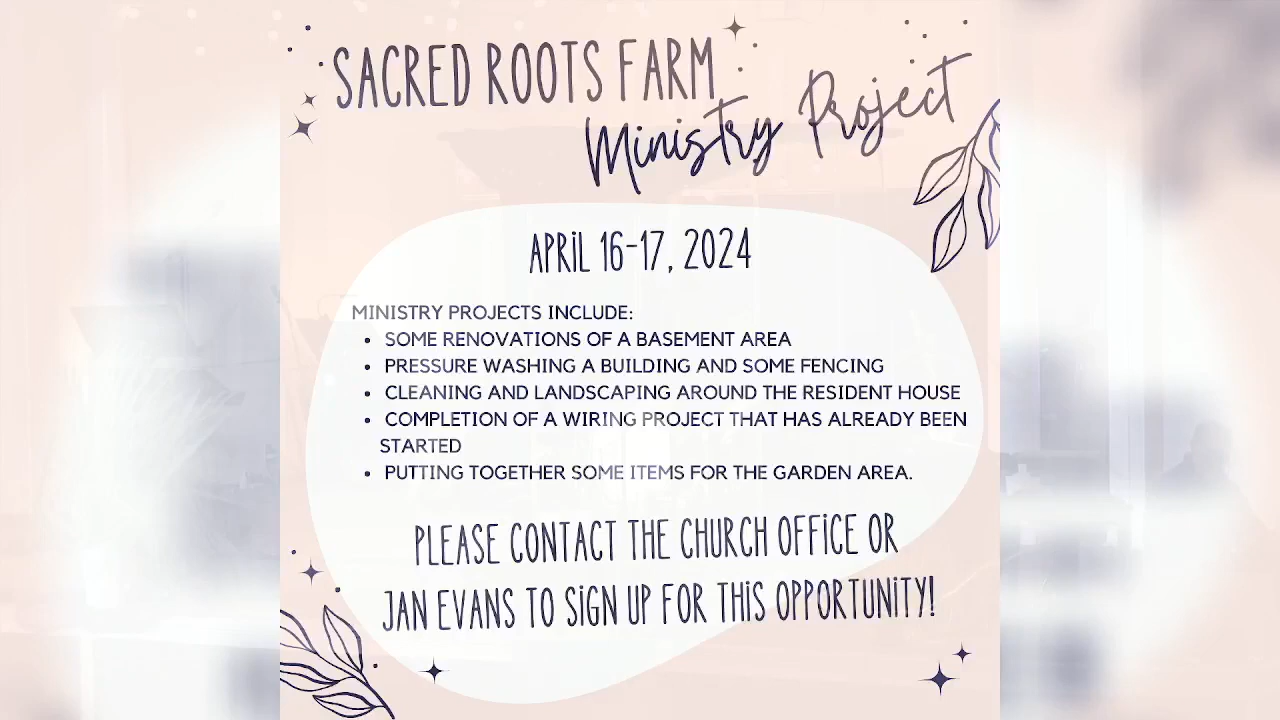 SACRED ROOTS FARM
Ministry Project
APRIL 16-17, 2024
MINISTRY PROJECTS INCLUDE:
• SOME RENOVATIONS OF A BASEMENT AREA
• PRESSURE WASHING A BUILDING AND SOME FENCING
• CLEANING AND LANDSCAPING AROUND THE RESIDENT HOUSE
• COMPLETION OF A WIRING PROJECT THAT HAS ALREADY BEEN
STARTED
• PUTTING TOGETHER SOME ITEMS FOR THE GARDEN AREA.
PLEASE CONTACT THE CHURCH OFFICE OR
JAN EVANS TO SIGN UP FOR THIS OPPORTUNITY!